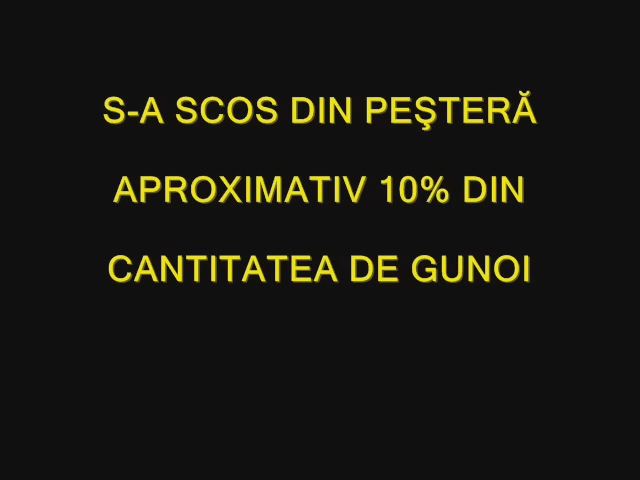 S-A SCOS DIN PEŞTERĂ
APROXIMATIV 10% DIN
CANTITATEA DE GUNOI